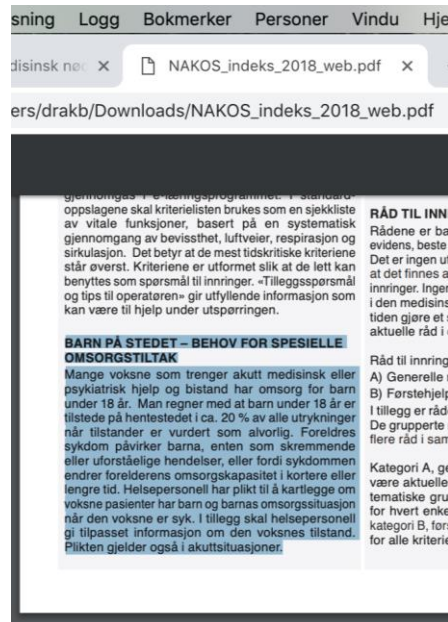 sning Logg Bokmerker Personer Vindu Hje
disinsk nø
NAKOS_indeks_2018_web.pdf
ers/drakb/Downloads/NAKOS_indeks_2018_web.pdf
gjennomgås i e-læringsprogrammet. I standard-
oppslagene skal kriterielisten brukes som en sjekkliste
av vitale funksjoner, basert på en systematisk
gjennomgang av bevissthet, luftveier, respirasjon og
sirkulasjon. Det betyr at de mest tidskritiske kriteriene
står øverst. Kriteriene er utformet slik at de lett kan
benyttes som spørsmål til innringer. «Tilleggsspørsmål
og tips til operatøren» gir utfyllende informasjon som
kan være til hjelp under utspørringen.
BARN PÅ STEDET – BEHOV FOR SPESIELLE
OMSORGSTILTAK
Mange voksne som trenger akutt medisinsk eller
psykiatrisk hjelp og bistand har omsorg for barn
under 18 år. Man regner med at barn under 18 år er
tilstede på hentestedet i ca. 20 % av alle utrykninger
når tilstander er vurdert som alvorlig. Foreldres
sykdom påvirker barna, enten som skremmende
eller uforståelige hendelser, eller fordi sykdommen
endrer forelderens omsorgskapasitet i kortere eller
lengre tid. Helsepersonell har plikt til å kartlegge om
voksne pasienter har barn og barnas omsorgssituasjon
når den voksne er syk. I tillegg skal helsepersonell
gi tilpasset informasjon om den voksnes tilstand.
Plikten gjelder også i akuttsituasjoner.
RÅD TIL INN
Rådene er ba
evidens, beste
Det er ingen ut
at det finnes a
innringer. Inger
i den medisins
tiden gjøre et s
aktuelle råd i
Råd til innring
A) Generelle
B) Førstehjelp
I tillegg er råde
De grupperte
flere råd i sam
Kategori A, ge
være aktuelle
tematiske gru
for hvert enke
kategori B, førs
for alle kriterie